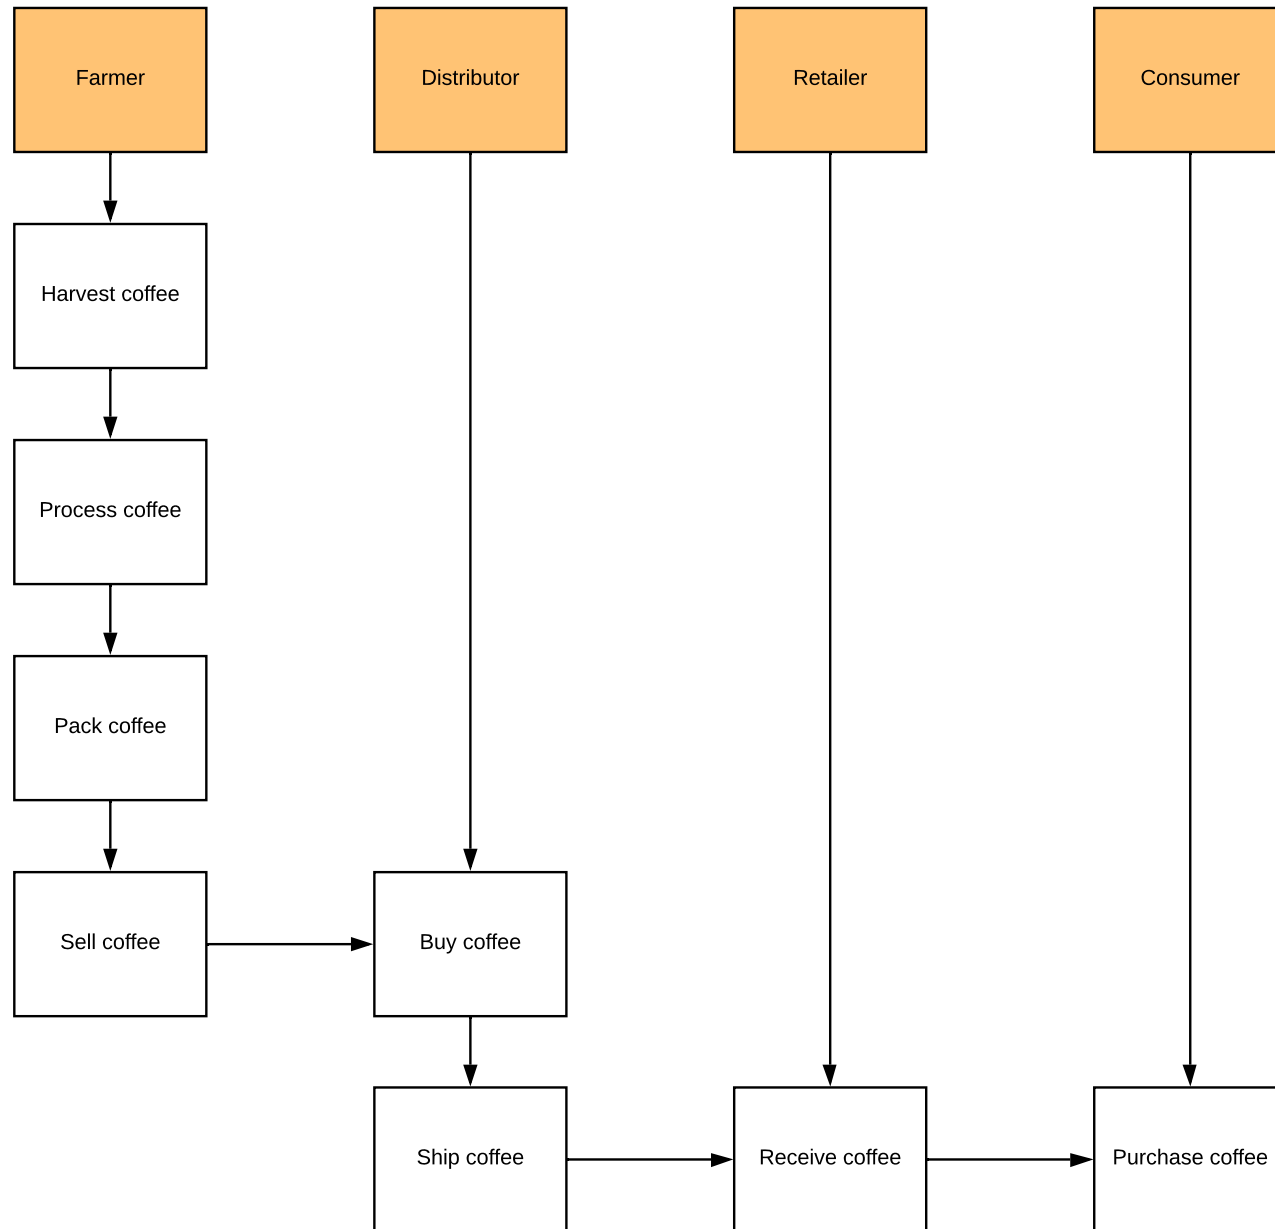 Farmer
Distributor
Retailer
Consumer
Harvest coffee
Process coffee
Pack coffee
Sell coffee
Buy coffee
Ship coffee
Receive coffee
Purchase coffee